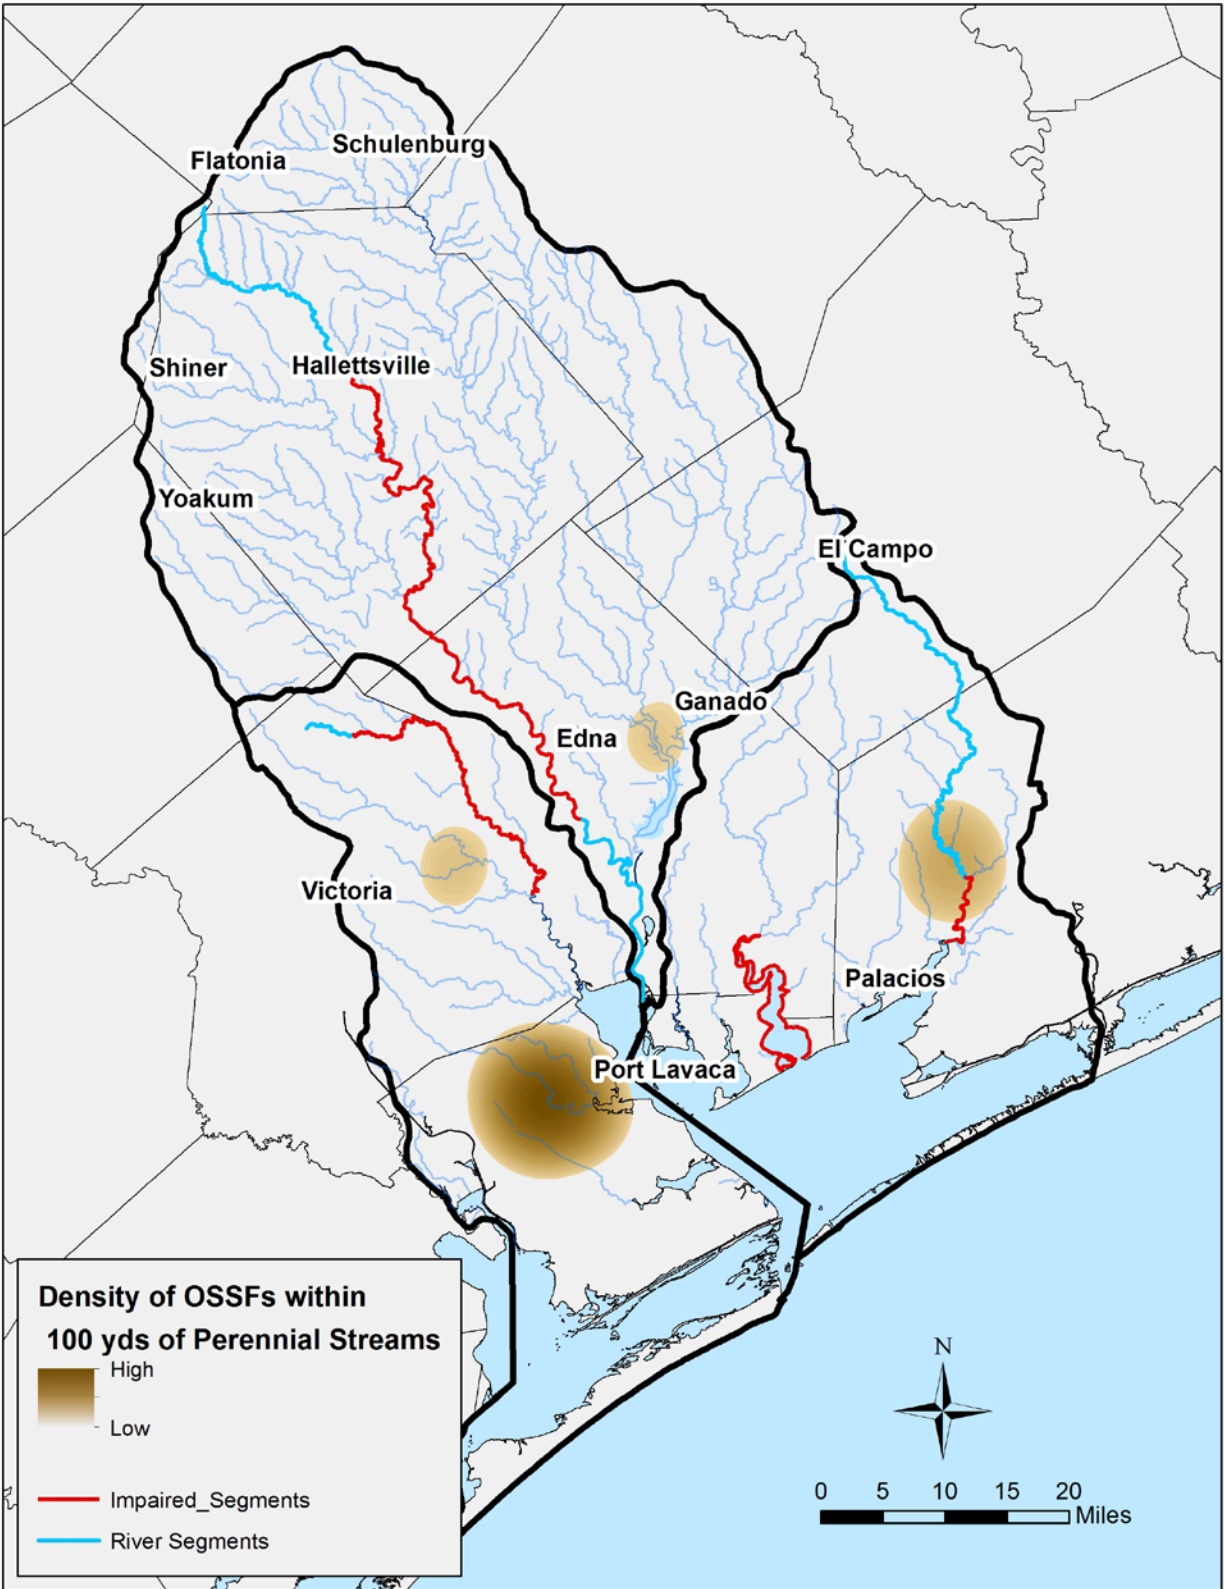 Schulenburg
Flatonia
Shiner
Hallettsville
Yoakum
El Campo
Ganado
Edna
Victoria
Palacios
Port Lavaca
Density of OSSFs within
100 yds of Perennial Streams
High
Low
Impaired_Segments
River Segments
N
0 5 10 15 20
Miles